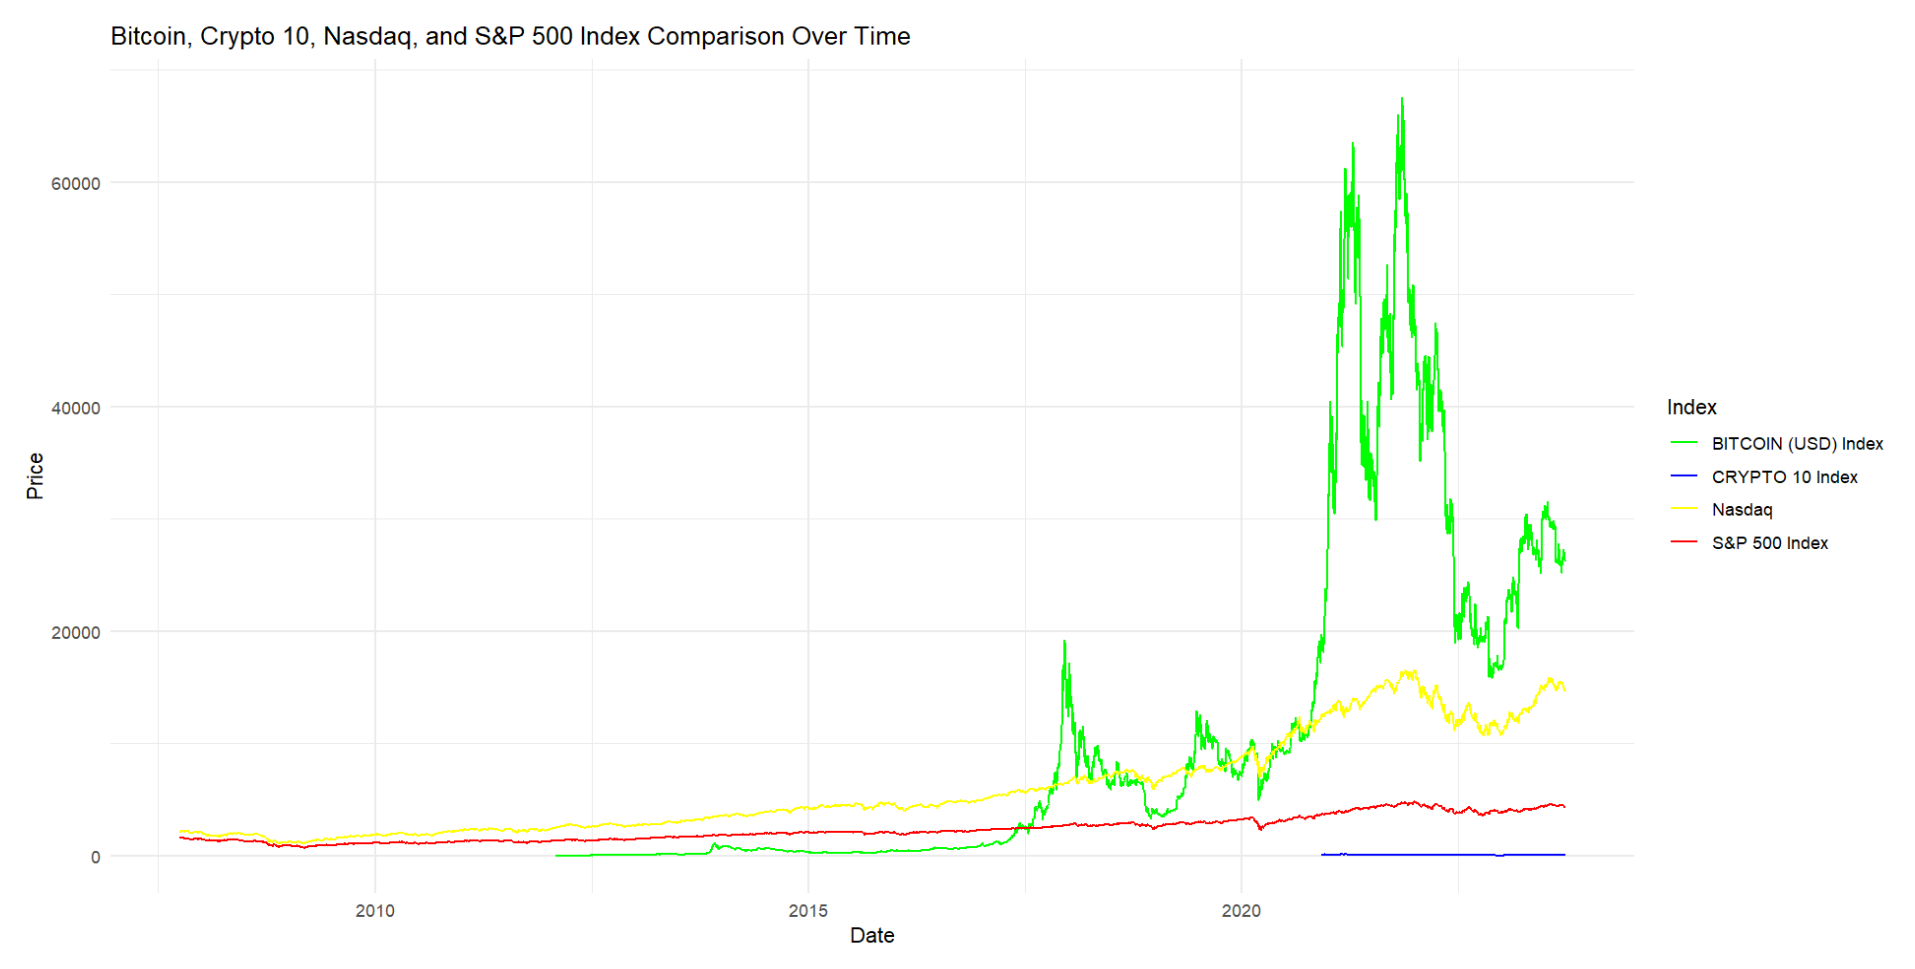 Bitcoin, Crypto 10, Nasdaq, and S&P 500 Index Comparison Over Time
Price
60000
40000
20000
0
2010
2015
2020
Date
Index
BITCOIN (USD) Index
CRYPTO 10 Index
Nasdaq
S&P 500 Index